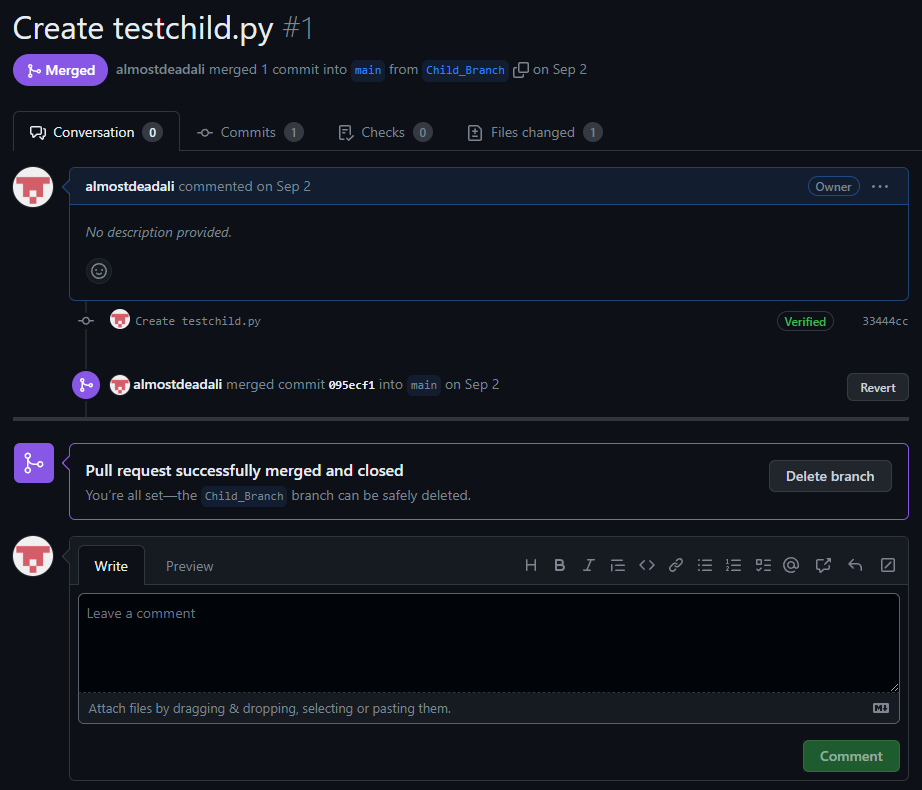 Create testchild.py #1
Merged almostdeadali merged 1 commit into main from Child_Branch on Sep 2
Conversation 0 Commits 1 Checks 0 Files changed 1
almostdeadali commented on Sep 2 Owner
No description provided.
Create testchild.py Verified 33444cc
almostdeadali merged commit 095ecf1 into main on Sep 2
Revert
Pull request successfully merged and closed
Delete branch
You’re all set—the Child_Branch branch can be safely deleted.
Write Preview
Leave a comment
Attach files by dragging & dropping, selecting or pasting them.
Comment